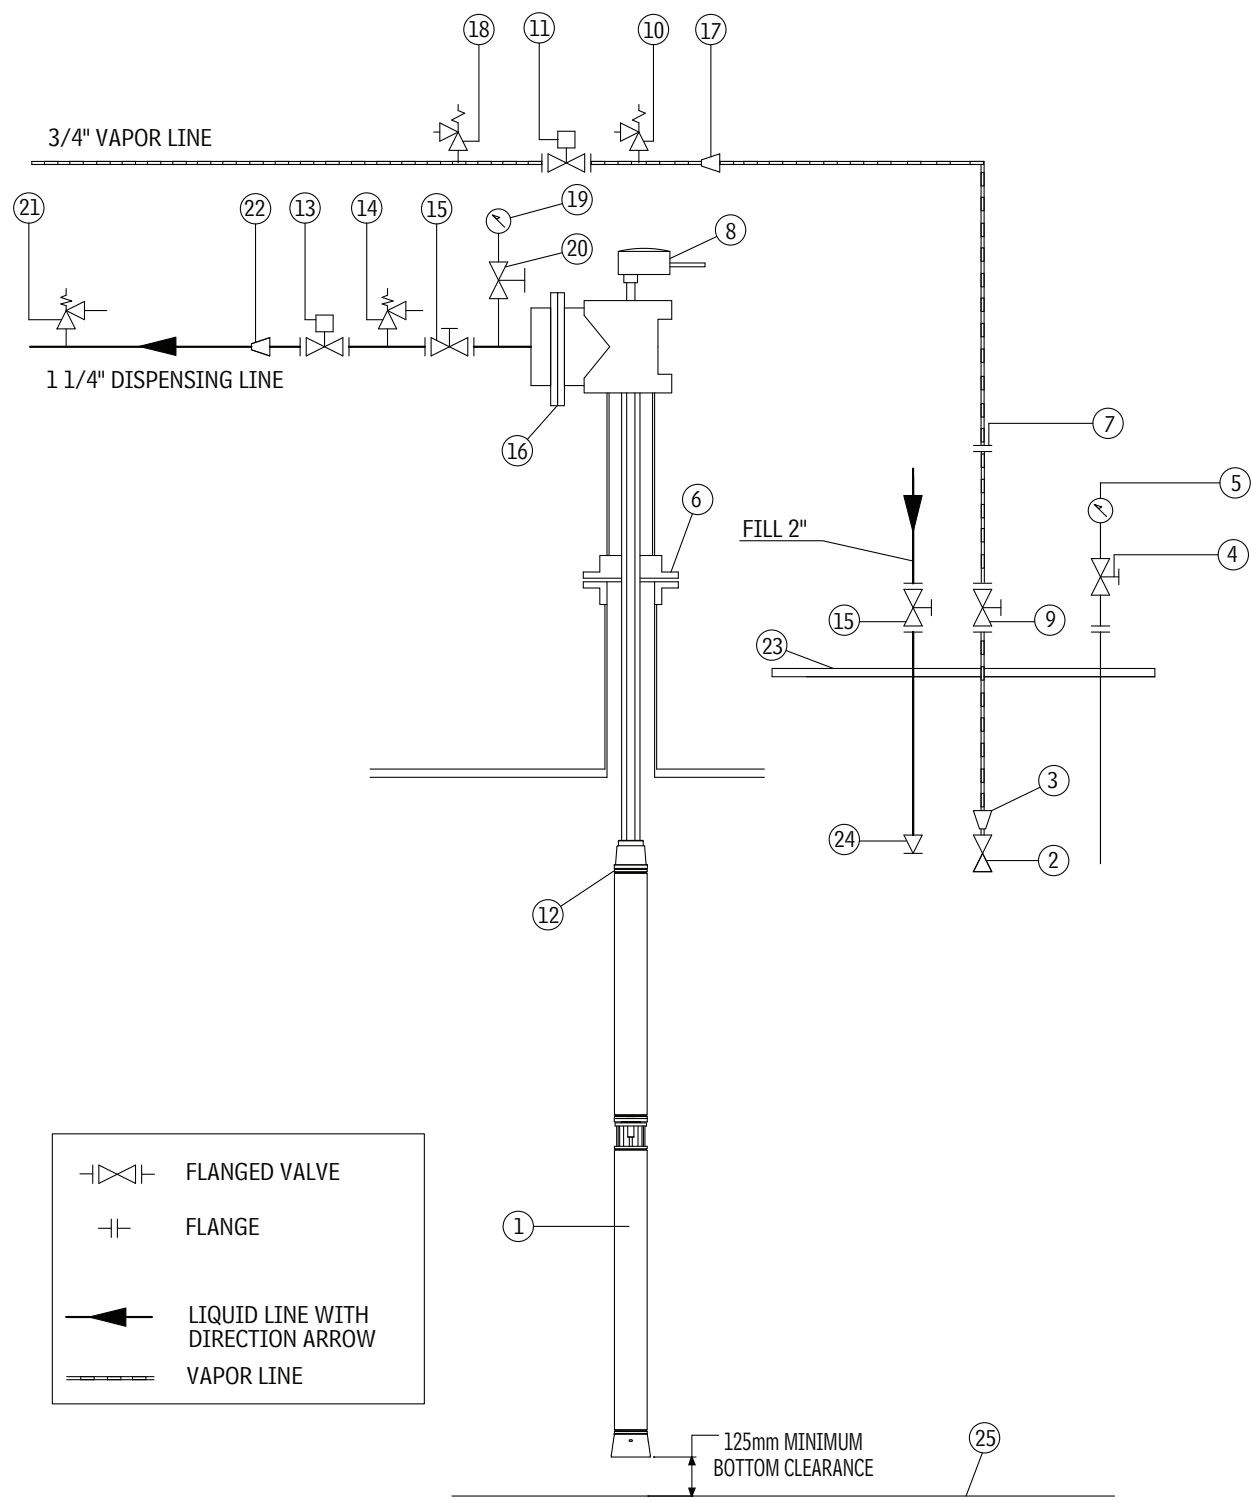 18
11
10
17
3/4" VAPOR LINE
21
22
13
14
15
19
20
8
1 1/4" DISPENSING LINE
16
7
6
5
FILL 2"
4
15
9
23
3
24
2
12
FLANGED VALVE
FLANGE
1
LIQUID LINE WITH
DIRECTION ARROW
VAPOR LINE
125mm MINIMUM
BOTTOM CLEARANCE
25